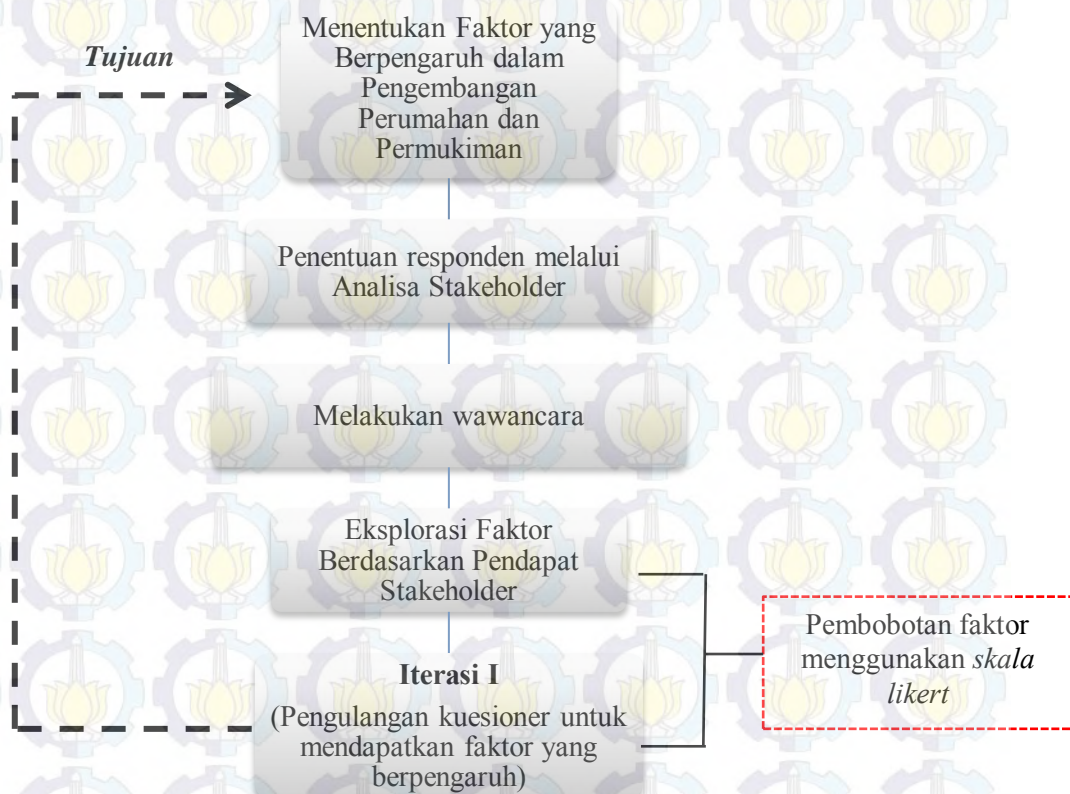 Tujuan
Menentukan Faktor yang
Berpengaruh dalam
Pengembangan
Perumahan dan
Permukiman
Penentuan responden melalui
Analisa Stakeholder
Melakukan wawancara
Eksplorasi Faktor
Berdasarkan Pendapat
Stakeholder
Iterasi I
(Pengulangan kuesioner untuk
mendapatkan faktor yang
berpengaruh)
Pembobotan faktor
menggunakan skala
likert